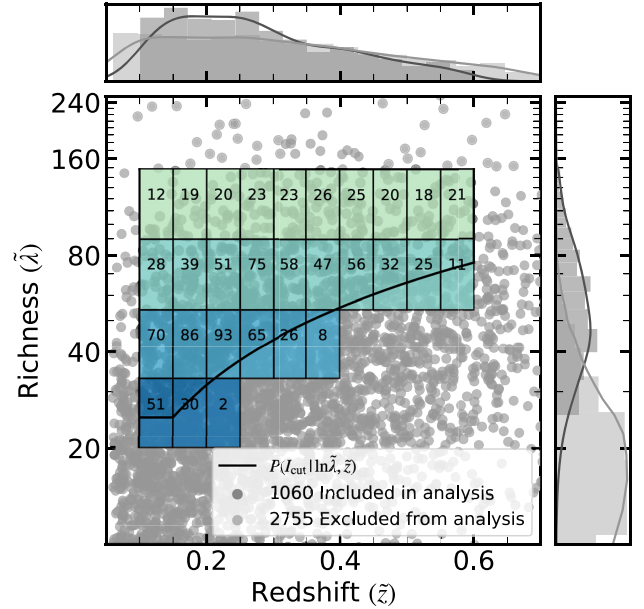 240
160
80
40
20
Richness (λ̃)
12 19 20 23 23 26 25 20 18 21
28 39 51 75 58 47 56 32 25 11
70 86 93 65 26 8
51 30 2
P(I_cut | ln λ̃, z̃)
1060 Included in analysis
2755 Excluded from analysis
0.2 0.4 0.6
Redshift (z̃)